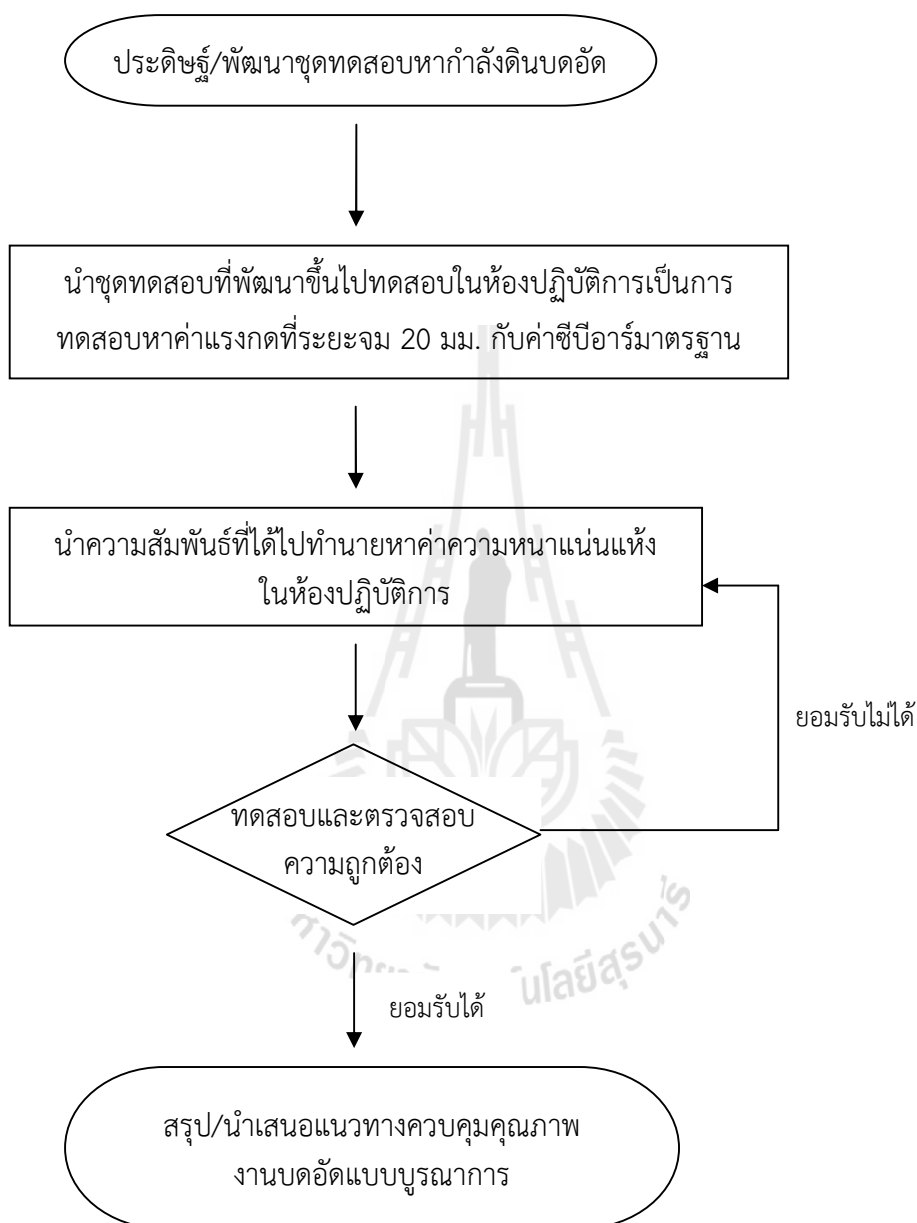 ประดิษฐ์/พัฒนาชุดทดสอบหากำลังดินบดอัด
นำชุดทดสอบที่พัฒนาขึ้นไปทดสอบในห้องปฏิบัติการเป็นการ
ทดสอบหาค่าแรงกดที่ระยะจม 20 มม. กับค่าซีบีอาร์มาตรฐาน
นำความสัมพันธ์ที่ได้ไปทำนายหาค่าความหนาแน่นแห้ง
ในห้องปฏิบัติการ
ยอมรับไม่ได้
ทดสอบและตรวจสอบ
ความถูกต้อง
ยอมรับได้
สรุป/นำเสนอแนวทางควบคุมคุณภาพ
งานบดอัดแบบบูรณาการ